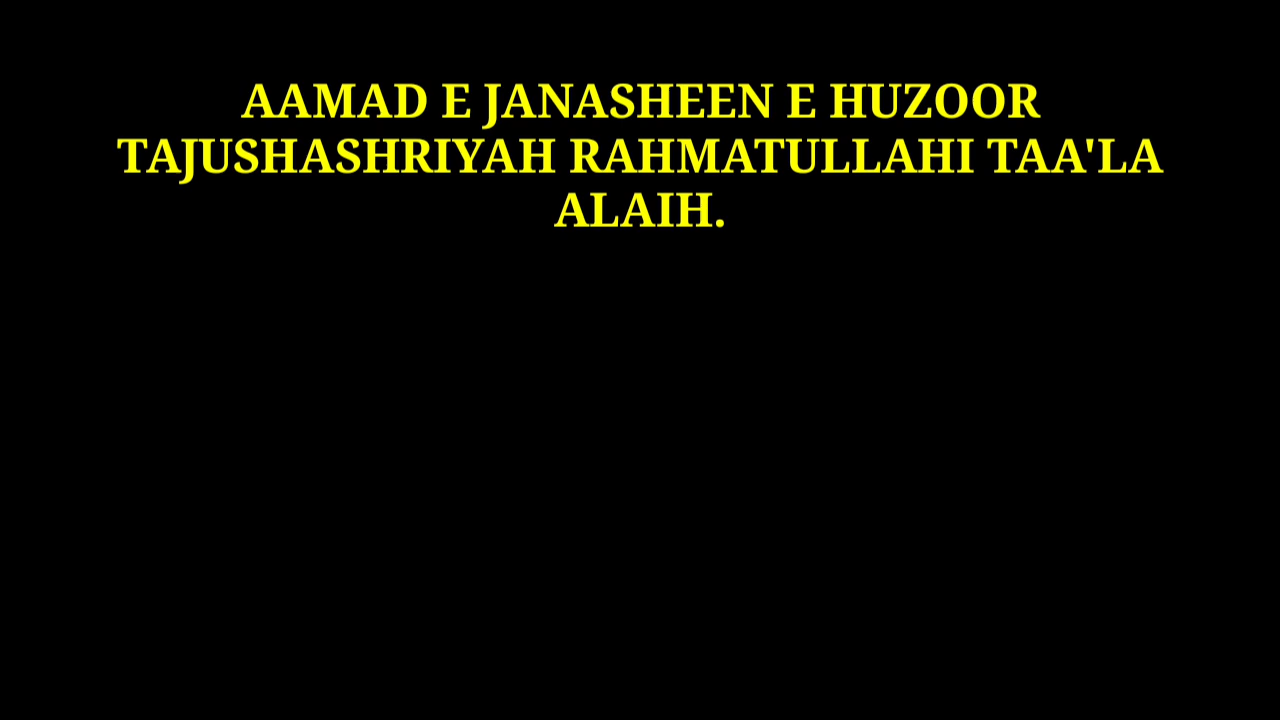 AAMAD E JANASHEEN E HUZOOR
TAJUSHASHRIYAH RAHMATULLAHI TAA'LA
ALAIH.